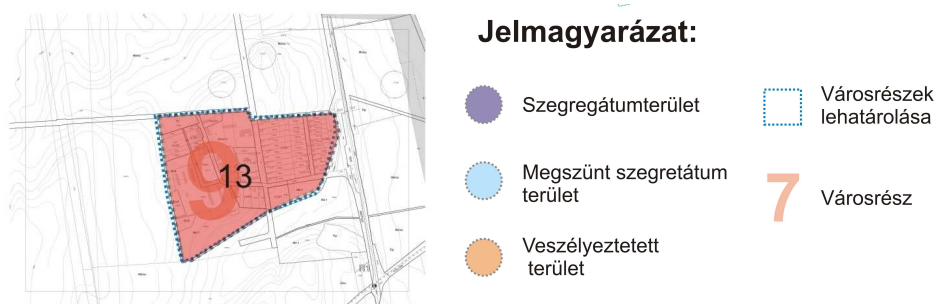 Jelmagyarázat:
Szegregátumterület
Megszünt szegretátum
terület
Veszélyeztetett
terület
Városrészek
lehatárolása
7
Városrész
9
13